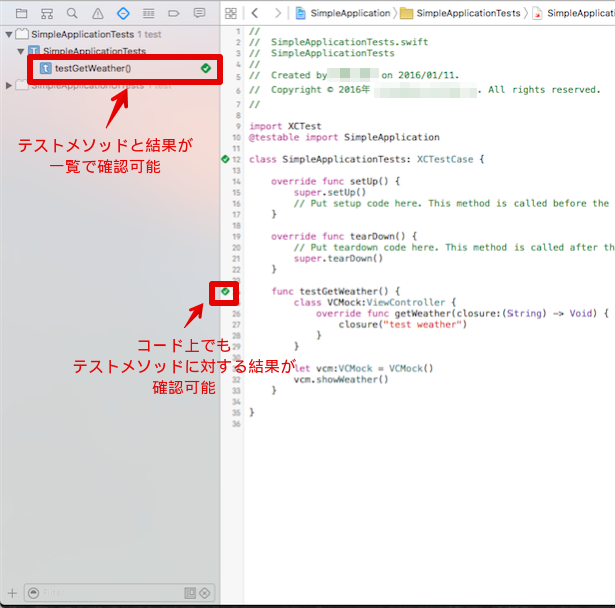 SimpleApplicationTests 1 test
SimpleApplicationTests
testGetWeather()
SimpleApplicationUITests 1 test
テストメソッドと結果が
一覧で確認可能
コード上でも
テストメソッドに対する結果が
確認可能
SimpleApplication 〉 SimpleApplicationTests 〉 SimpleApplicati
1 //
2 // SimpleApplicationTests.swift
3 // SimpleApplicationTests
4 //
5 // Created by on 2016/01/11.
6 // Copyright © 2016年 . All rights reserved.
7 //
8
9 import XCTest
10 @testable import SimpleApplication
11
12 class SimpleApplicationTests: XCTestCase {
13
14 override func setUp() {
15 super.setUp()
16 // Put setup code here. This method is called before the
17 }
18
19 override func tearDown() {
20 // Put teardown code here. This method is called after th
21 super.tearDown()
22 }
23
func testGetWeather() {
25 class VCMock:ViewController {
26 override func getWeather(closure:(String) -> Void) {
27 closure("test weather")
28 }
29 }
let vcm:VCMock = VCMock()
32 vcm.showWeather()
33 }
34
35 }
36